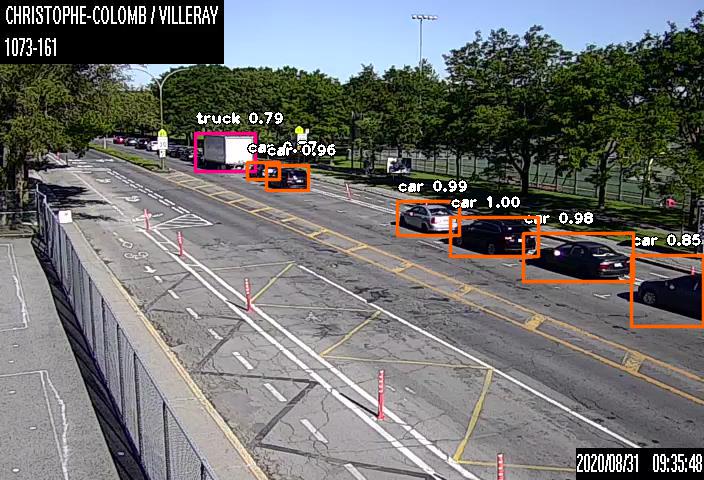 CHRISTOPHE-COLOMB / VILLERAY
1073-161
truck 0.79
car 0.96
car 0.99
car 1.00
car 0.98
car 0.85
2020/08/31 09:35:48